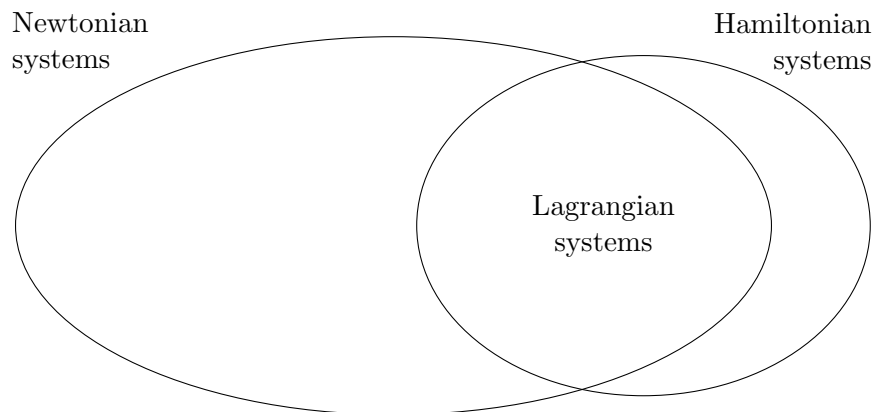 Newtonian
systems
Hamiltonian
systems
Lagrangian
systems